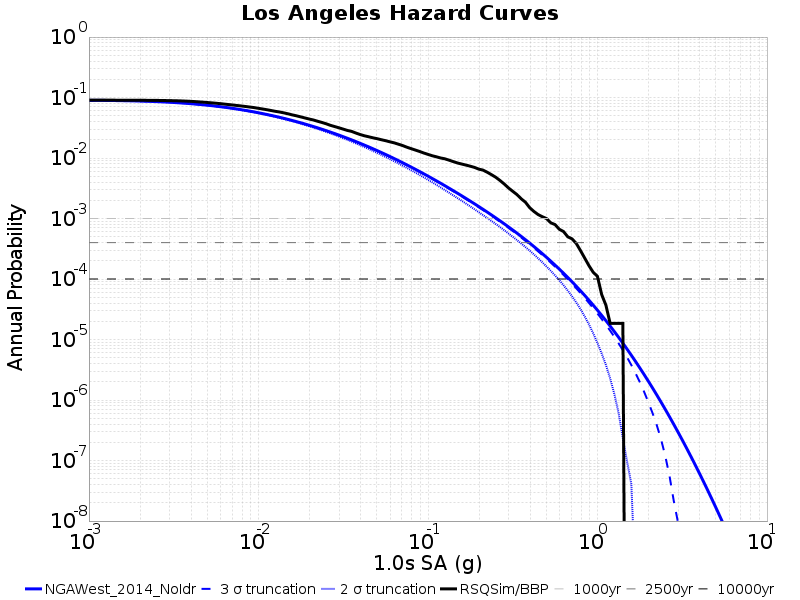 Los Angeles Hazard Curves
Annual Probability
10^0
10^-1
10^-2
10^-3
10^-4
10^-5
10^-6
10^-7
10^-8
10^-3 10^-2 10^-1 10^0 10^1
1.0s SA (g)
NGAWest_2014_NoIdr 3 σ truncation 2 σ truncation RSQSim/BBP 1000yr 2500yr 10000yr